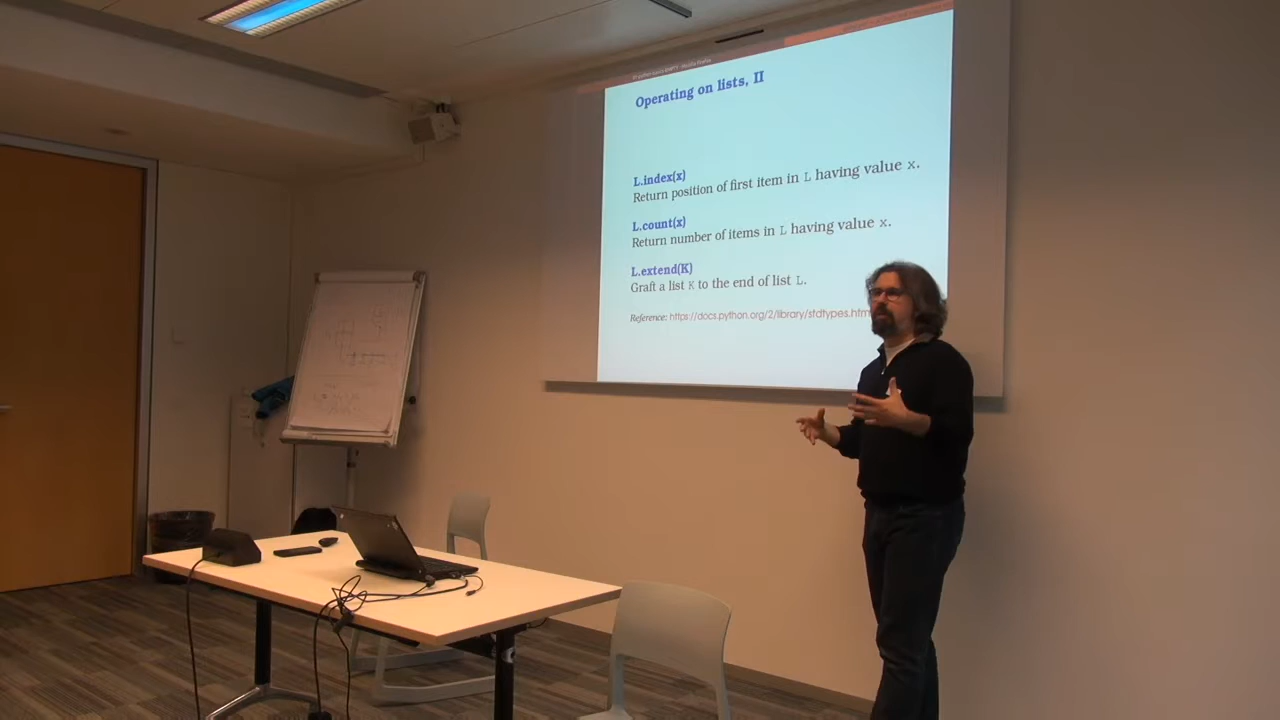 Operating on lists, II
L.index(x)
Return position of first item in L having value x.
L.count(x)
Return number of items in L having value x.
L.extend(K)
Graft a list K to the end of list L.
Reference: https://docs.python.org/2/library/stdtypes.htm